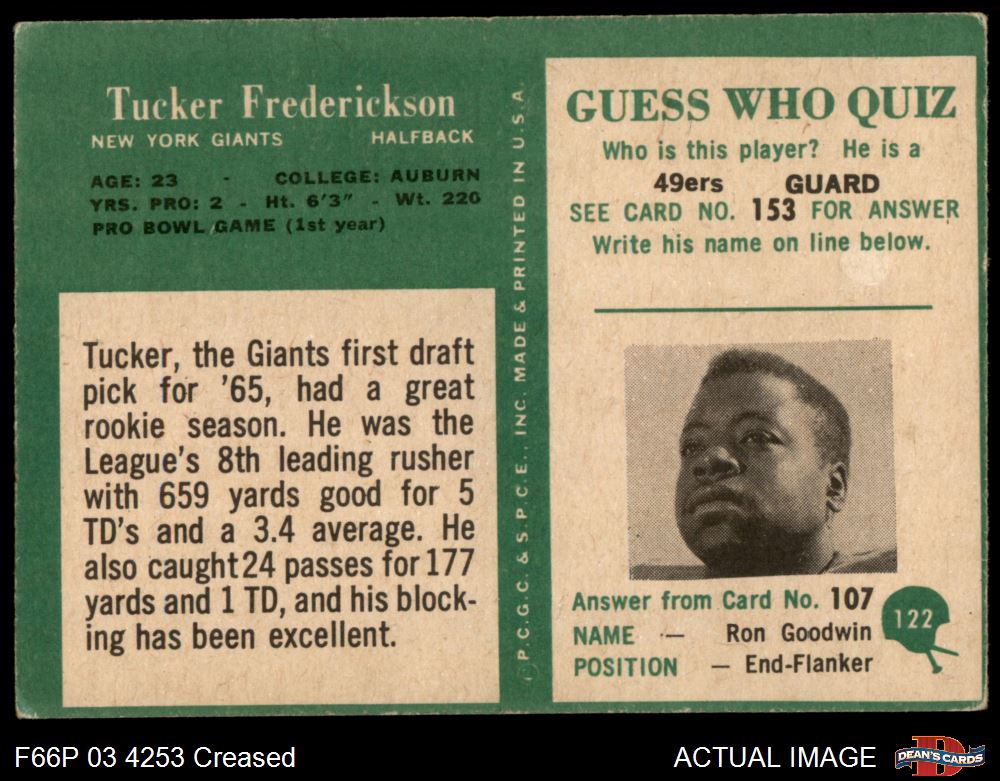 Tucker Frederickson
NEW YORK GIANTS HALFBACK
AGE: 23 - COLLEGE: AUBURN
YRS. PRO: 2 - Ht. 6'3" - Wt. 220
PRO BOWL GAME (1st year)
Tucker, the Giants first draft
pick for '65, had a great
rookie season. He was the
League's 8th leading rusher
with 659 yards good for 5
TD's and a 3.4 average. He
also caught 24 passes for 177
yards and 1 TD, and his block-
ing has been excellent.
© P.C.G.C. & S.P.C.E., INC. MADE & PRINTED IN U.S.A.
GUESS WHO QUIZ
Who is this player? He is a
49ers GUARD
SEE CARD NO. 153 FOR ANSWER
Write his name on line below.
Answer from Card No. 107
NAME — Ron Goodwin
POSITION — End-Flanker
122
F66P 03 4253 Creased
ACTUAL IMAGE
DEAN'S CARDS